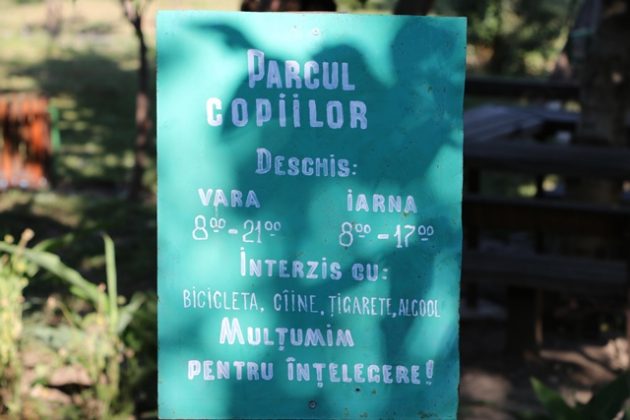 PARCUL
COPIILOR
DESCHIS:
VARA IARNA
8⁰⁰-21⁰⁰ 8⁰⁰-17⁰⁰
INTERZIS CU:
BICICLETA, CÎINE, ȚIGARETE, ALCOOL
MULȚUMIM
PENTRU ÎNȚELEGERE!